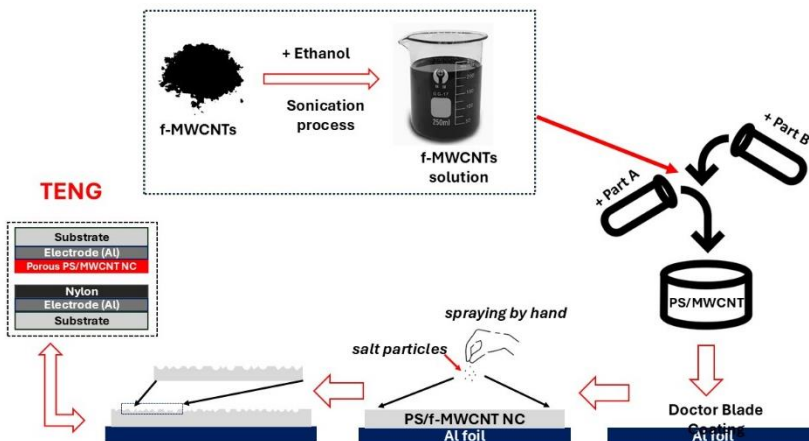 + Ethanol
Sonication
process
f-MWCNTs
250ml
f-MWCNTs
solution
+ Part B
+ Part A
TENG
Substrate
Electrode (Al)
Porous PS/MWCNT NC
Nylon
Electrode (Al)
Substrate
PS/MWCNT
spraying by hand
salt particles
Doctor Blade
Coating
PS/f-MWCNT NC
Al foil
Al foil